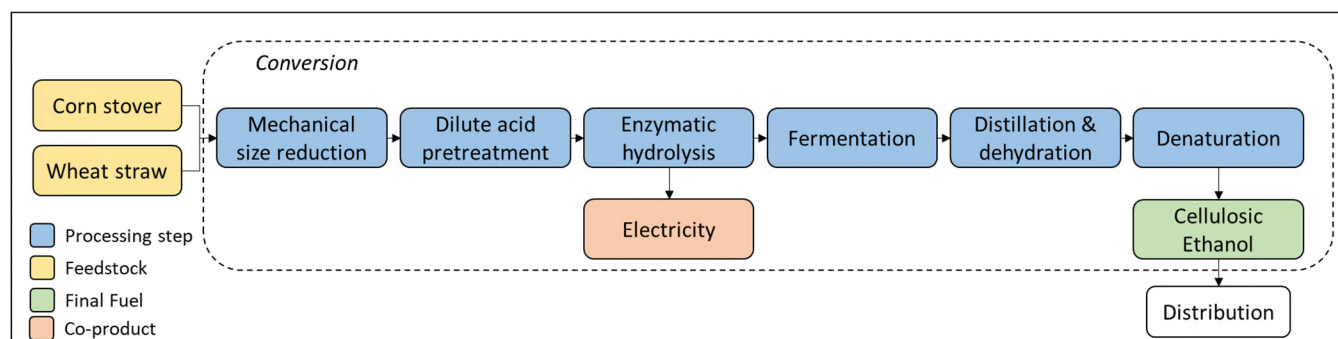 Conversion
Corn stover
Wheat straw
Mechanical
size reduction
Dilute acid
pretreatment
Enzymatic
hydrolysis
Fermentation
Distillation &
dehydration
Denaturation
Electricity
Cellulosic
Ethanol
Distribution
Processing step
Feedstock
Final Fuel
Co-product